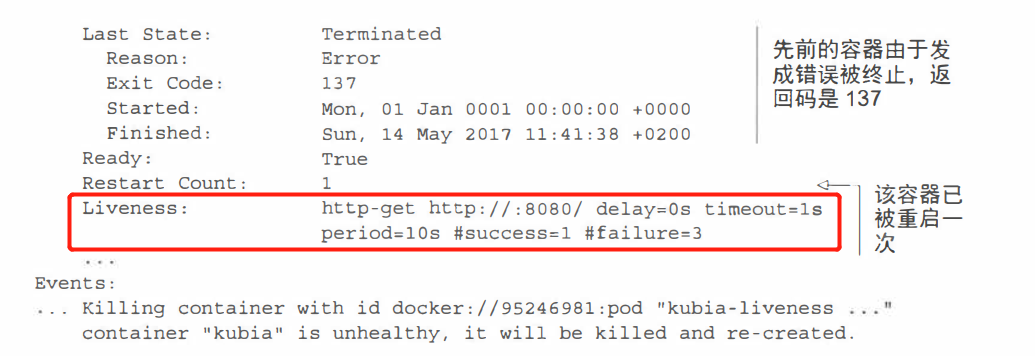 Last State: Terminated
Reason: Error
Exit Code: 137
Started: Mon, 01 Jan 0001 00:00:00 +0000
Finished: Sun, 14 May 2017 11:41:38 +0200
Ready: True
Restart Count: 1
Liveness: http-get http://:8080/ delay=0s timeout=1s
period=10s #success=1 #failure=3
...
Events:
... Killing container with id docker://95246981:pod "kubia-liveness ..."
container "kubia" is unhealthy, it will be killed and re-created.
先前的容器由于发
成错误被终止，返
回码是 137
该容器已
被重启一
次